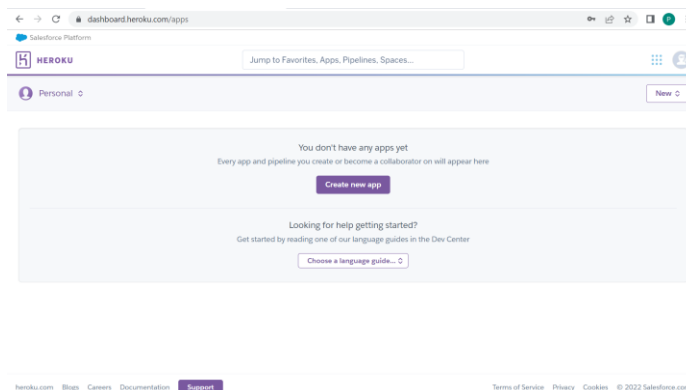 dashboard.heroku.com/apps
Salesforce Platform
HEROKU
Jump to Favorites, Apps, Pipelines, Spaces...
Personal
New
You don't have any apps yet
Every app and pipeline you create or become a collaborator on will appear here
Create new app
Looking for help getting started?
Get started by reading one of our language guides in the Dev Center
Choose a language guide...
heroku.com Blogs Careers Documentation Support
Terms of Service Privacy Cookies © 2022 Salesforce.com